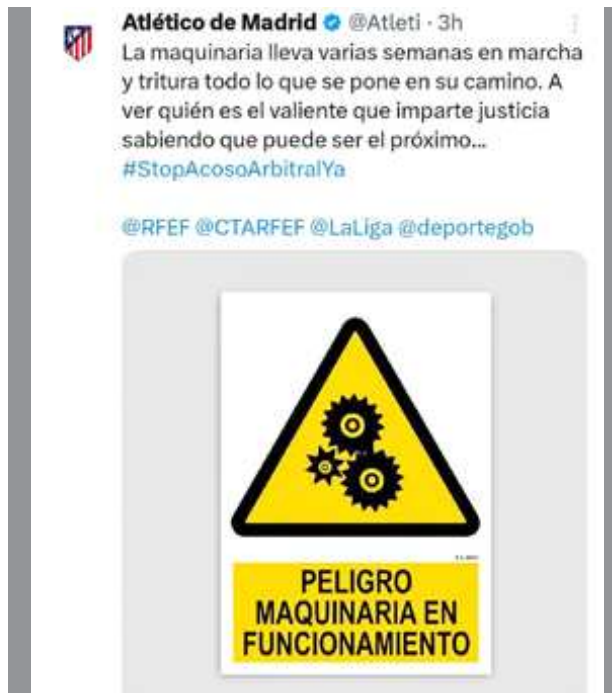 Atlético de Madrid @Atleti · 3h
La maquinaria lleva varias semanas en marcha
y tritura todo lo que se pone en su camino. A
ver quién es el valiente que imparte justicia
sabiendo que puede ser el próximo...
#StopAcosoArbitralYa
@RFEF @CTARFEF @LaLiga @deportegob
PELIGRO
MAQUINARIA EN
FUNCIONAMIENTO